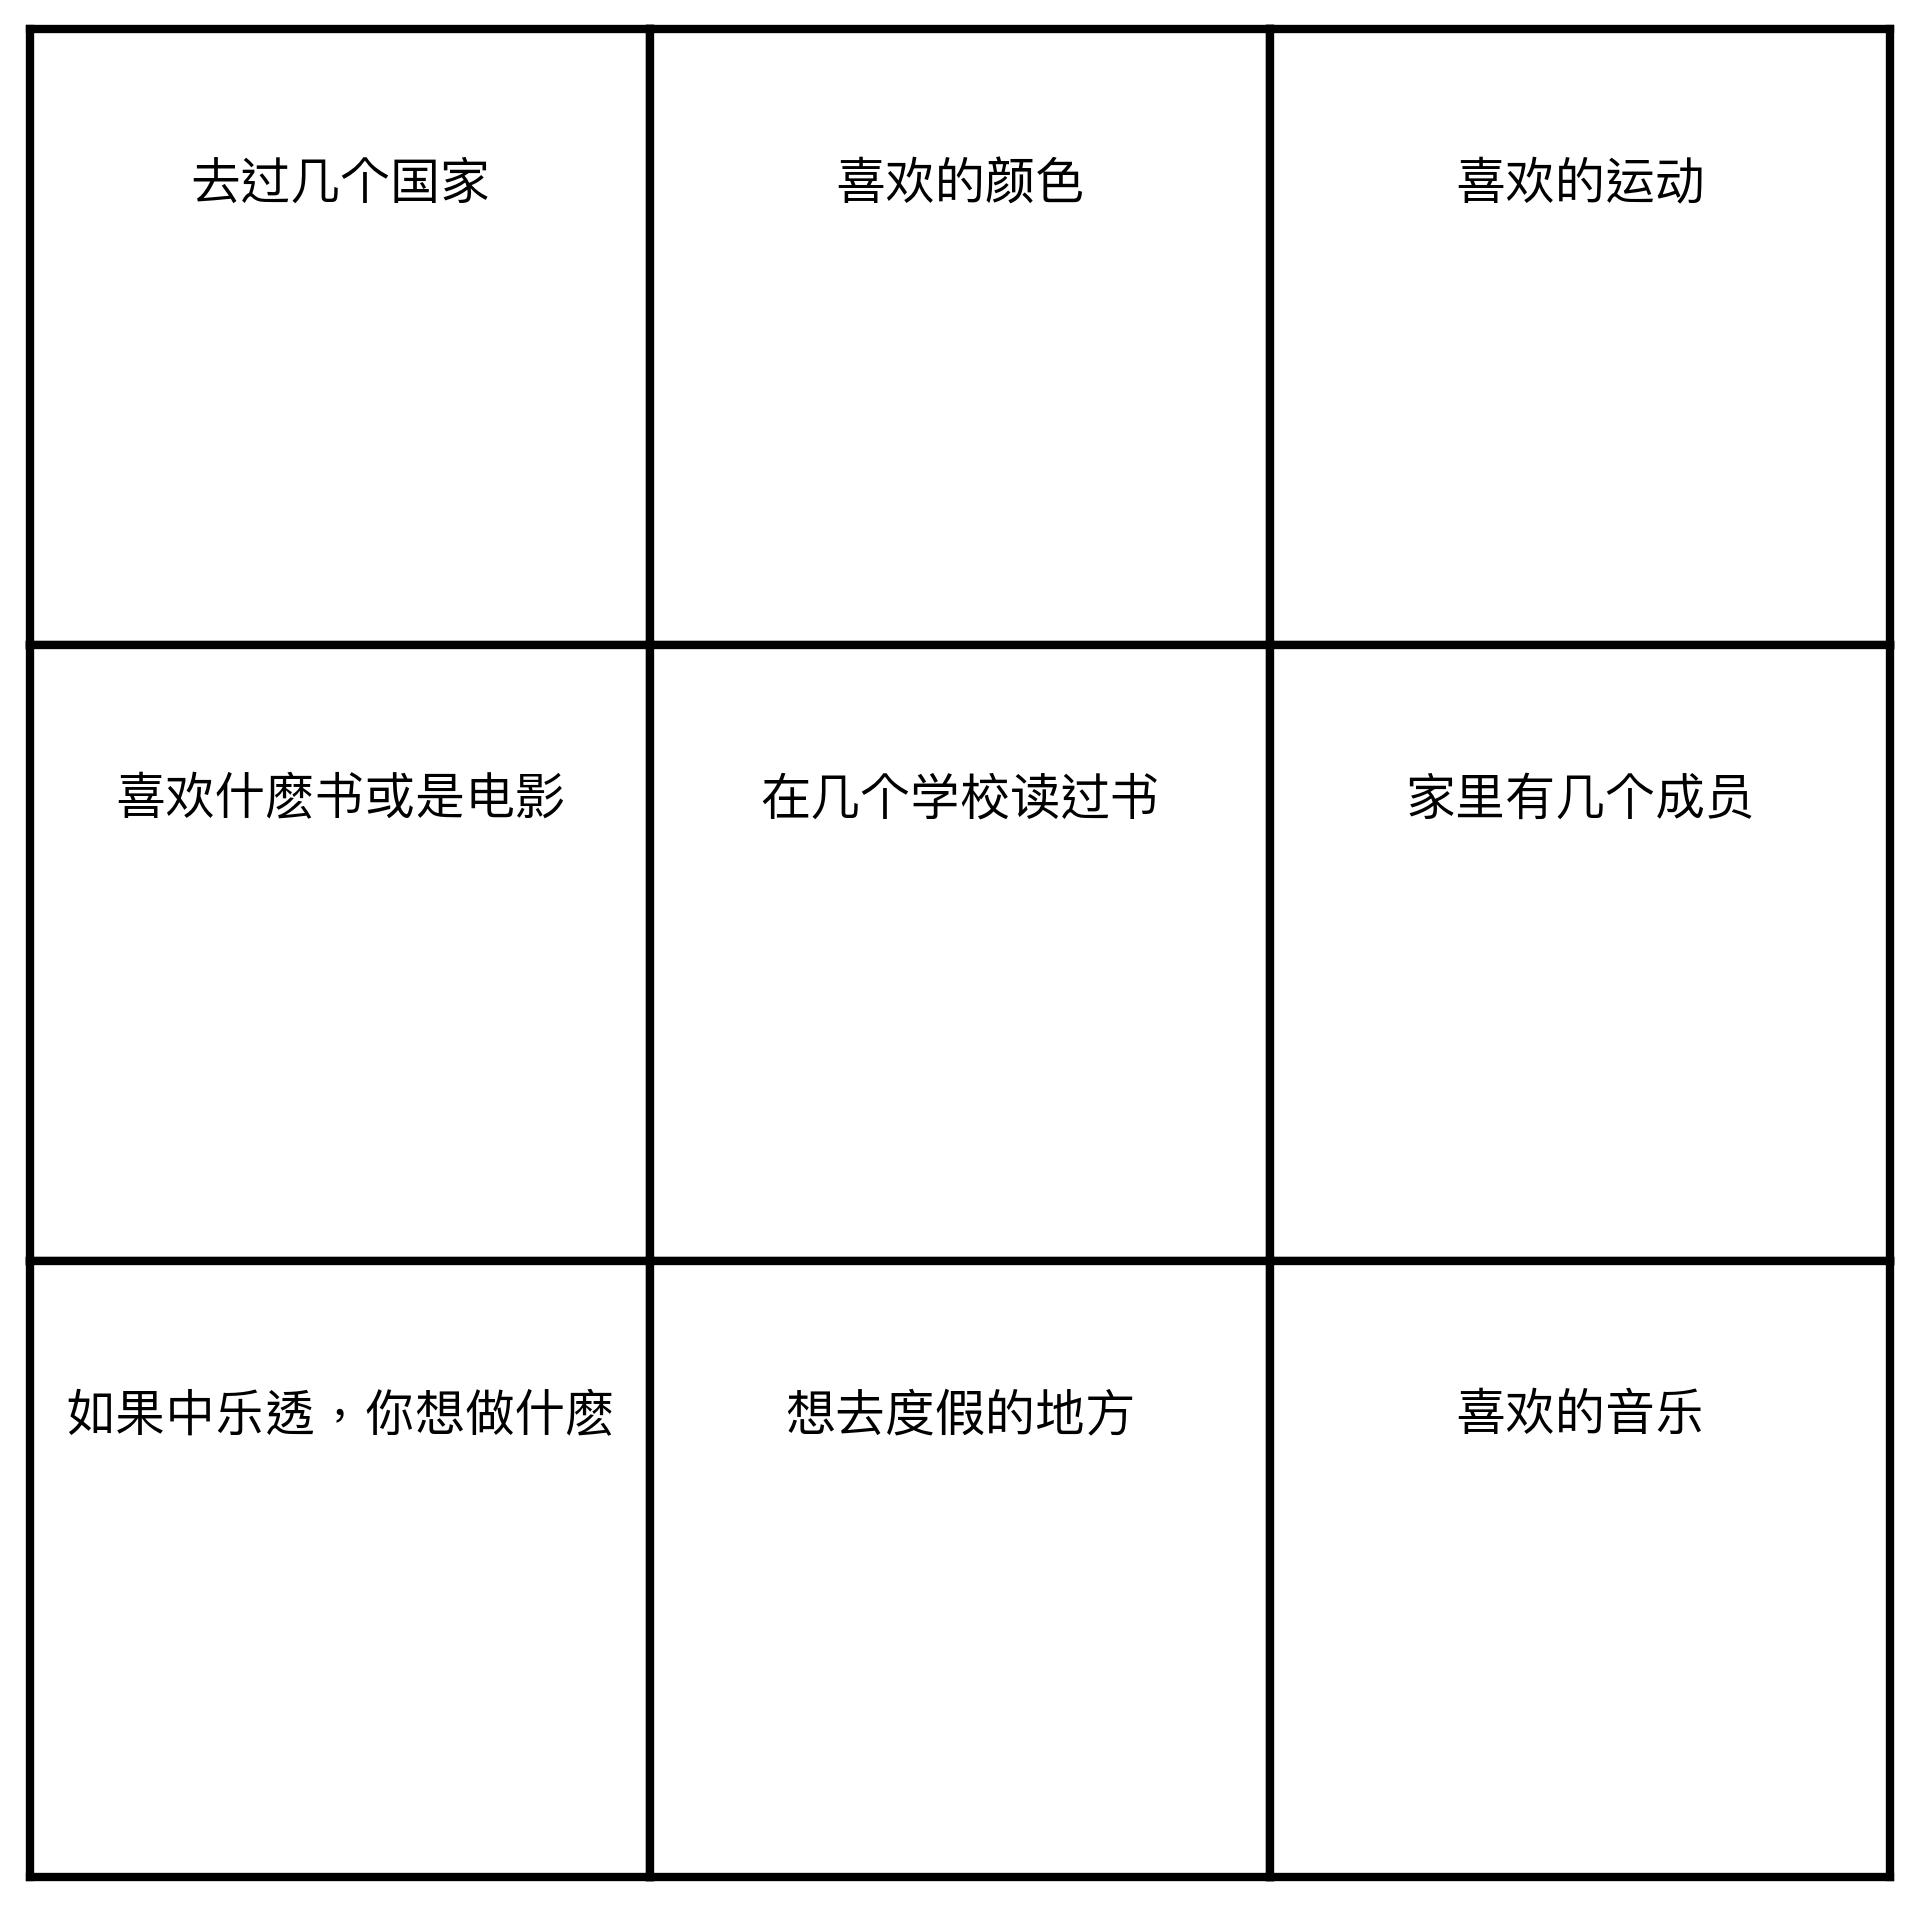 去过几个国家
喜欢的颜色
喜欢的运动
喜欢什麽书或是电影
在几个学校读过书
家里有几个成员
如果中乐透，你想做什麽
想去度假的地方
喜欢的音乐